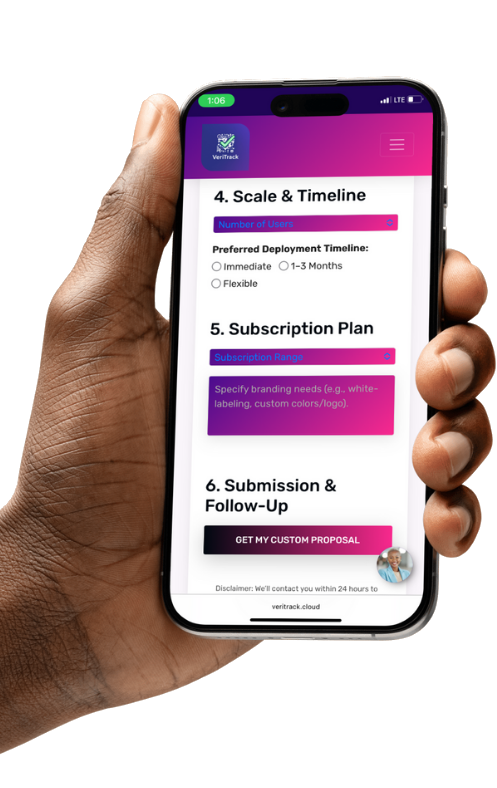 1:06
LTE
VeriTrack
4. Scale & Timeline
Number of Users
Preferred Deployment Timeline:
Immediate 1–3 Months
Flexible
5. Subscription Plan
Subscription Range
Specify branding needs (e.g., white-
labeling, custom colors/logo).
6. Submission &
Follow-Up
GET MY CUSTOM PROPOSAL
Disclaimer: We'll contact you within 24 hours to
veritrack.cloud